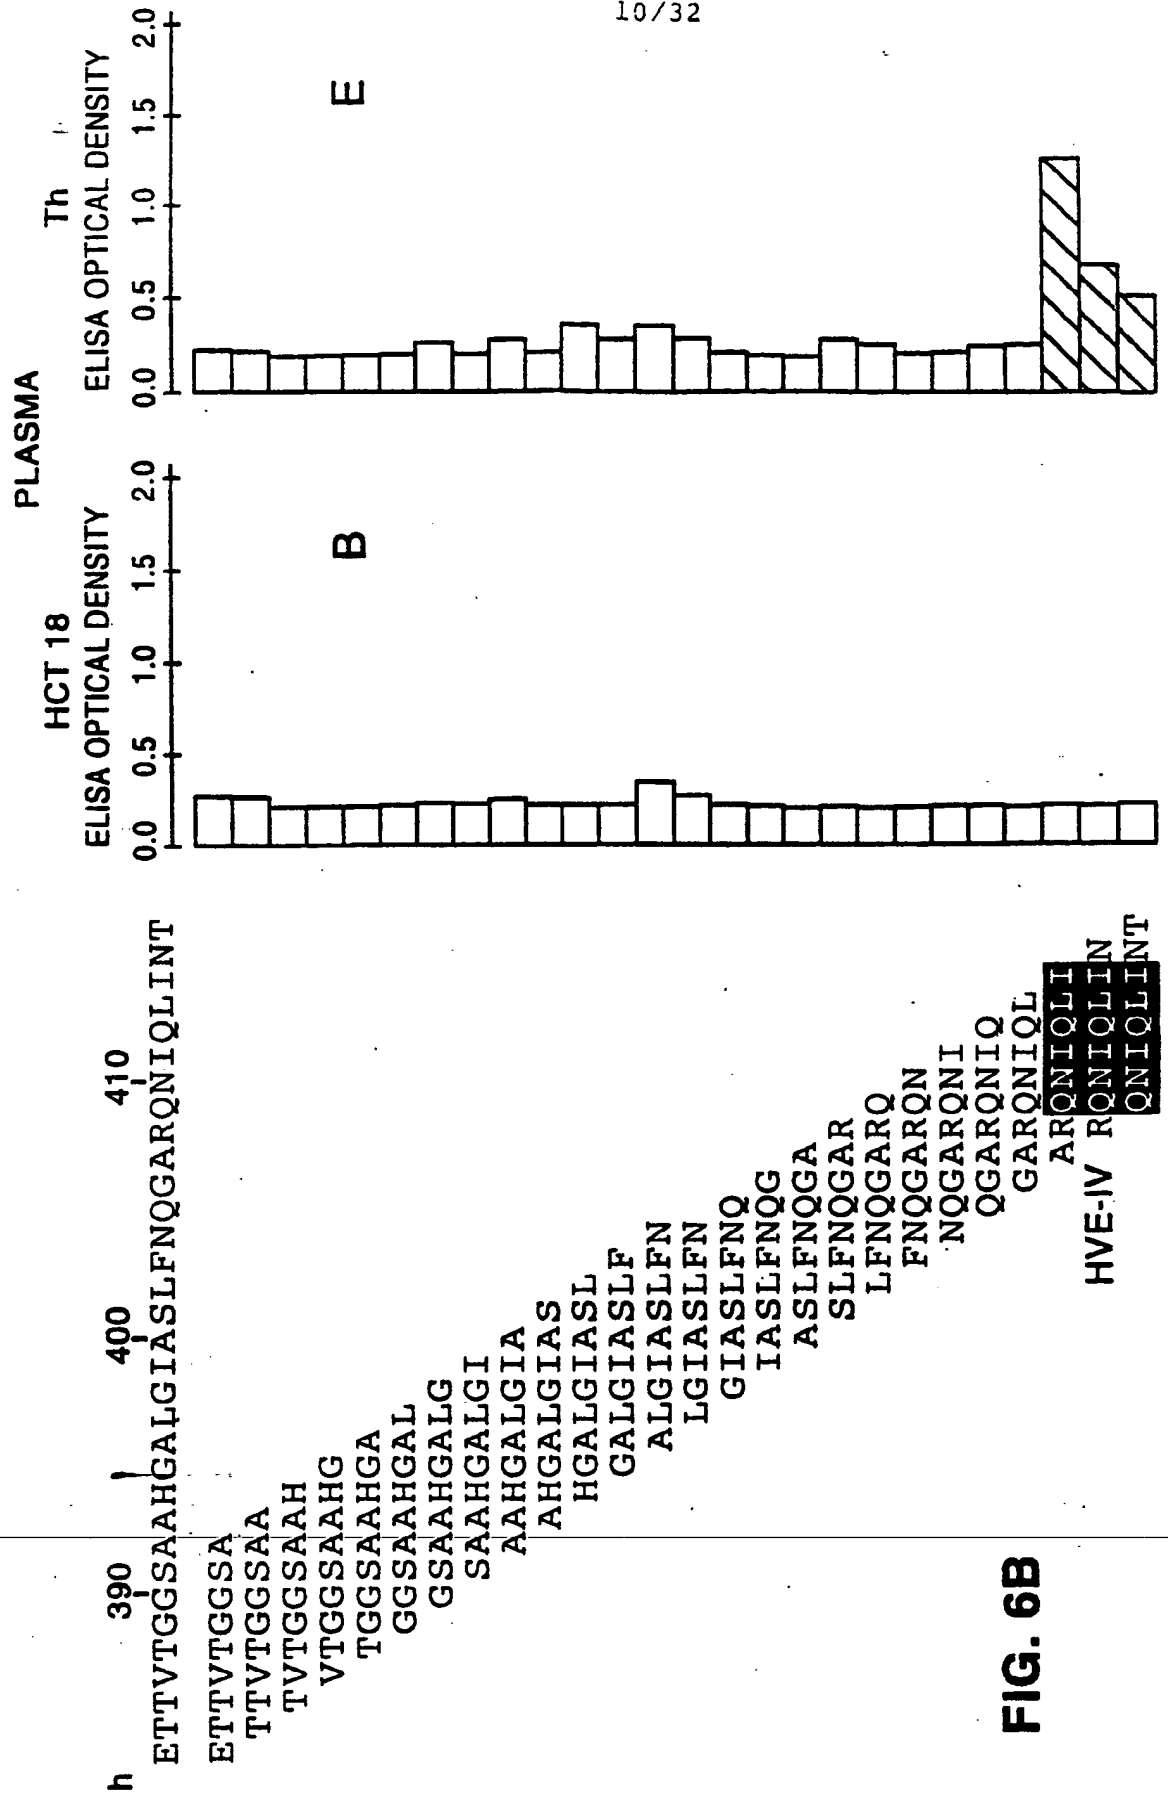 10/32
PLASMA
HCT 18
Th
ELISA OPTICAL DENSITY
ELISA OPTICAL DENSITY
h
390
400
410
0.0 0.5 1.0 1.5 2.0
0.0 0.5 1.0 1.5 2.0
ETTVTGGSAAHGALGIASLFNQGARQNIQLINT
ETTVTGGSA
TTVTGGSAA
TVTGGSAAH
VTGGSAAHG
TGGSAAHGA
GGSAAHGAL
GSAAHGALG
SAAHGALGI
AAHGALGIA
AHGALGIAS
HGALGIASL
GALGIASLF
ALGIASLFN
LGIASLFN
GIASLFNQ
IASLFNQG
ASLFNQGA
SLFNQGAR
LFNQGARQ
FNQGARQN
NQGARQNI
QGARQNIQ
GARQNIQL
ARQNIQLI
HVE-IV RQNIQLIN
QNIQLINT
B
E
FIG. 6B